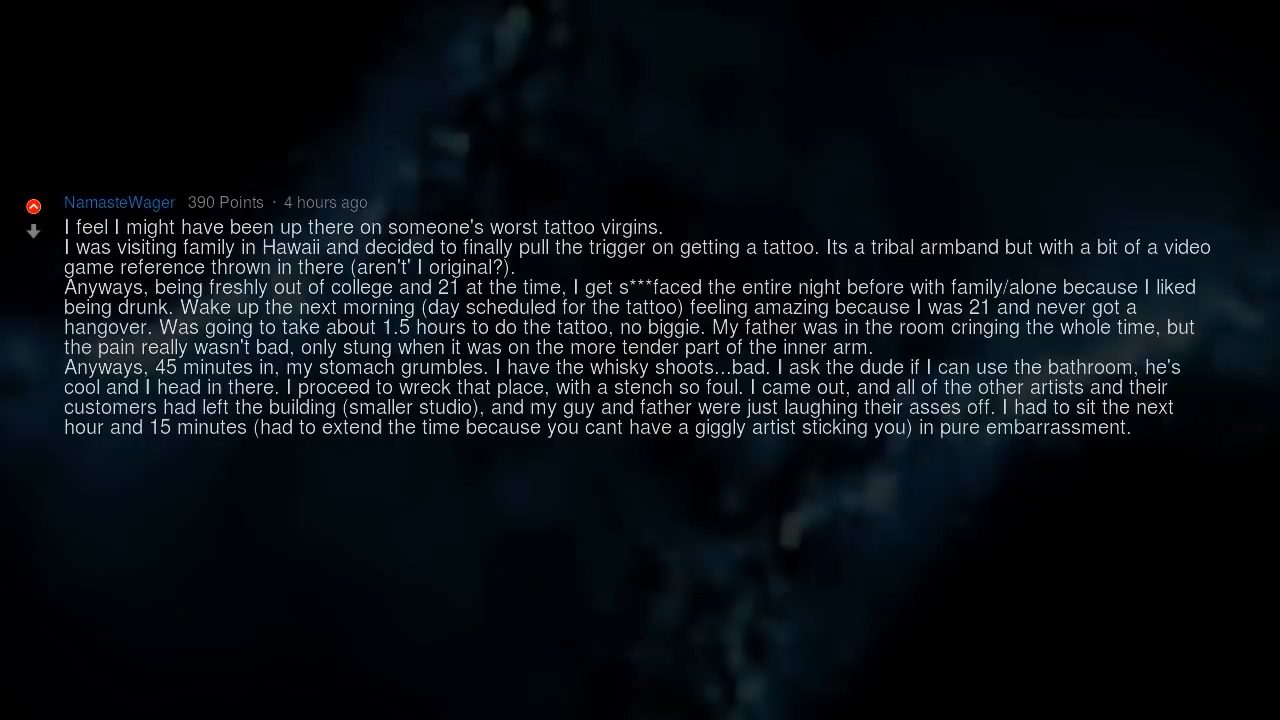 NamasteWager 390 Points · 4 hours ago
I feel I might have been up there on someone's worst tattoo virgins.
I was visiting family in Hawaii and decided to finally pull the trigger on getting a tattoo. Its a tribal armband but with a bit of a video
game reference thrown in there (aren't' I original?).
Anyways, being freshly out of college and 21 at the time, I get s***faced the entire night before with family/alone because I liked
being drunk. Wake up the next morning (day scheduled for the tattoo) feeling amazing because I was 21 and never got a
hangover. Was going to take about 1.5 hours to do the tattoo, no biggie. My father was in the room cringing the whole time, but
the pain really wasn't bad, only stung when it was on the more tender part of the inner arm.
Anyways, 45 minutes in, my stomach grumbles. I have the whisky shoots...bad. I ask the dude if I can use the bathroom, he's
cool and I head in there. I proceed to wreck that place, with a stench so foul. I came out, and all of the other artists and their
customers had left the building (smaller studio), and my guy and father were just laughing their asses off. I had to sit the next
hour and 15 minutes (had to extend the time because you cant have a giggly artist sticking you) in pure embarrassment.